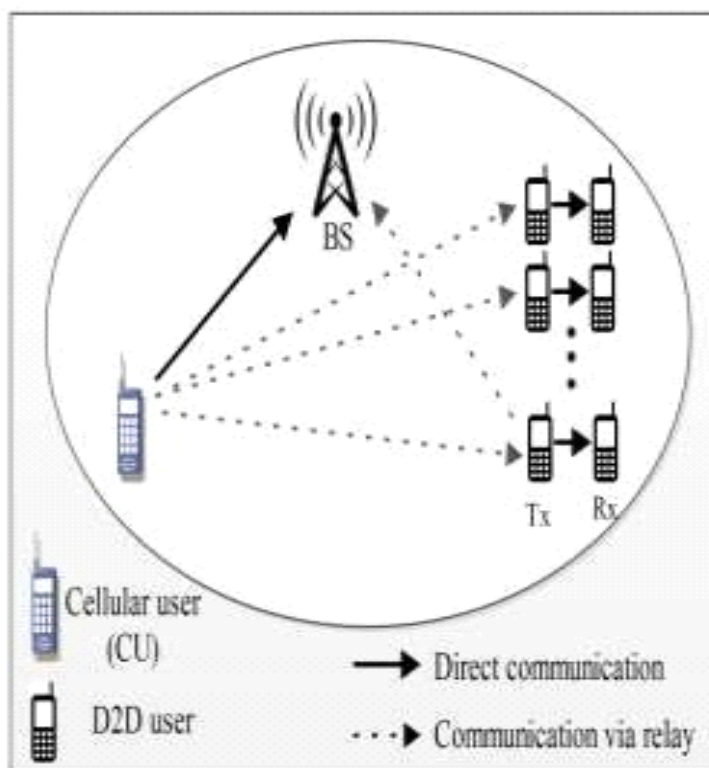 BS
Tx
Rx
Cellular user
(CU)
D2D user
Direct communication
Communication via relay